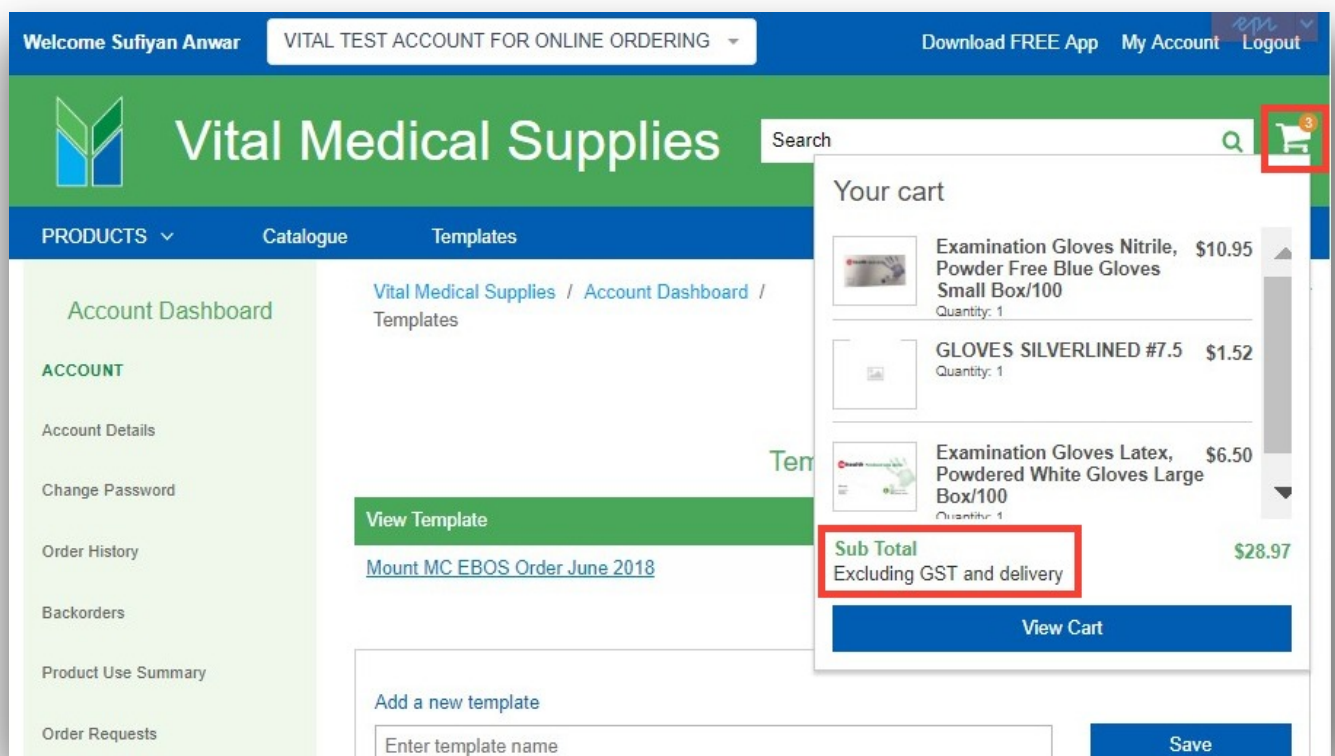 Welcome Sufiyan Anwar
VITAL TEST ACCOUNT FOR ONLINE ORDERING
Download FREE App
My Account
Logout
epi
Vital Medical Supplies
Search
3
PRODUCTS
Catalogue
Templates
Account Dashboard
ACCOUNT
Account Details
Change Password
Order History
Backorders
Product Use Summary
Order Requests
Vital Medical Supplies / Account Dashboard /
Templates
Tem
View Template
Mount MC EBOS Order June 2018
Add a new template
Enter template name
Save
Your cart
Examination Gloves Nitrile, $10.95
Powder Free Blue Gloves
Small Box/100
Quantity: 1
GLOVES SILVERLINED #7.5 $1.52
Quantity: 1
Examination Gloves Latex, $6.50
Powdered White Gloves Large
Box/100
Quantity: 1
Sub Total $28.97
Excluding GST and delivery
View Cart